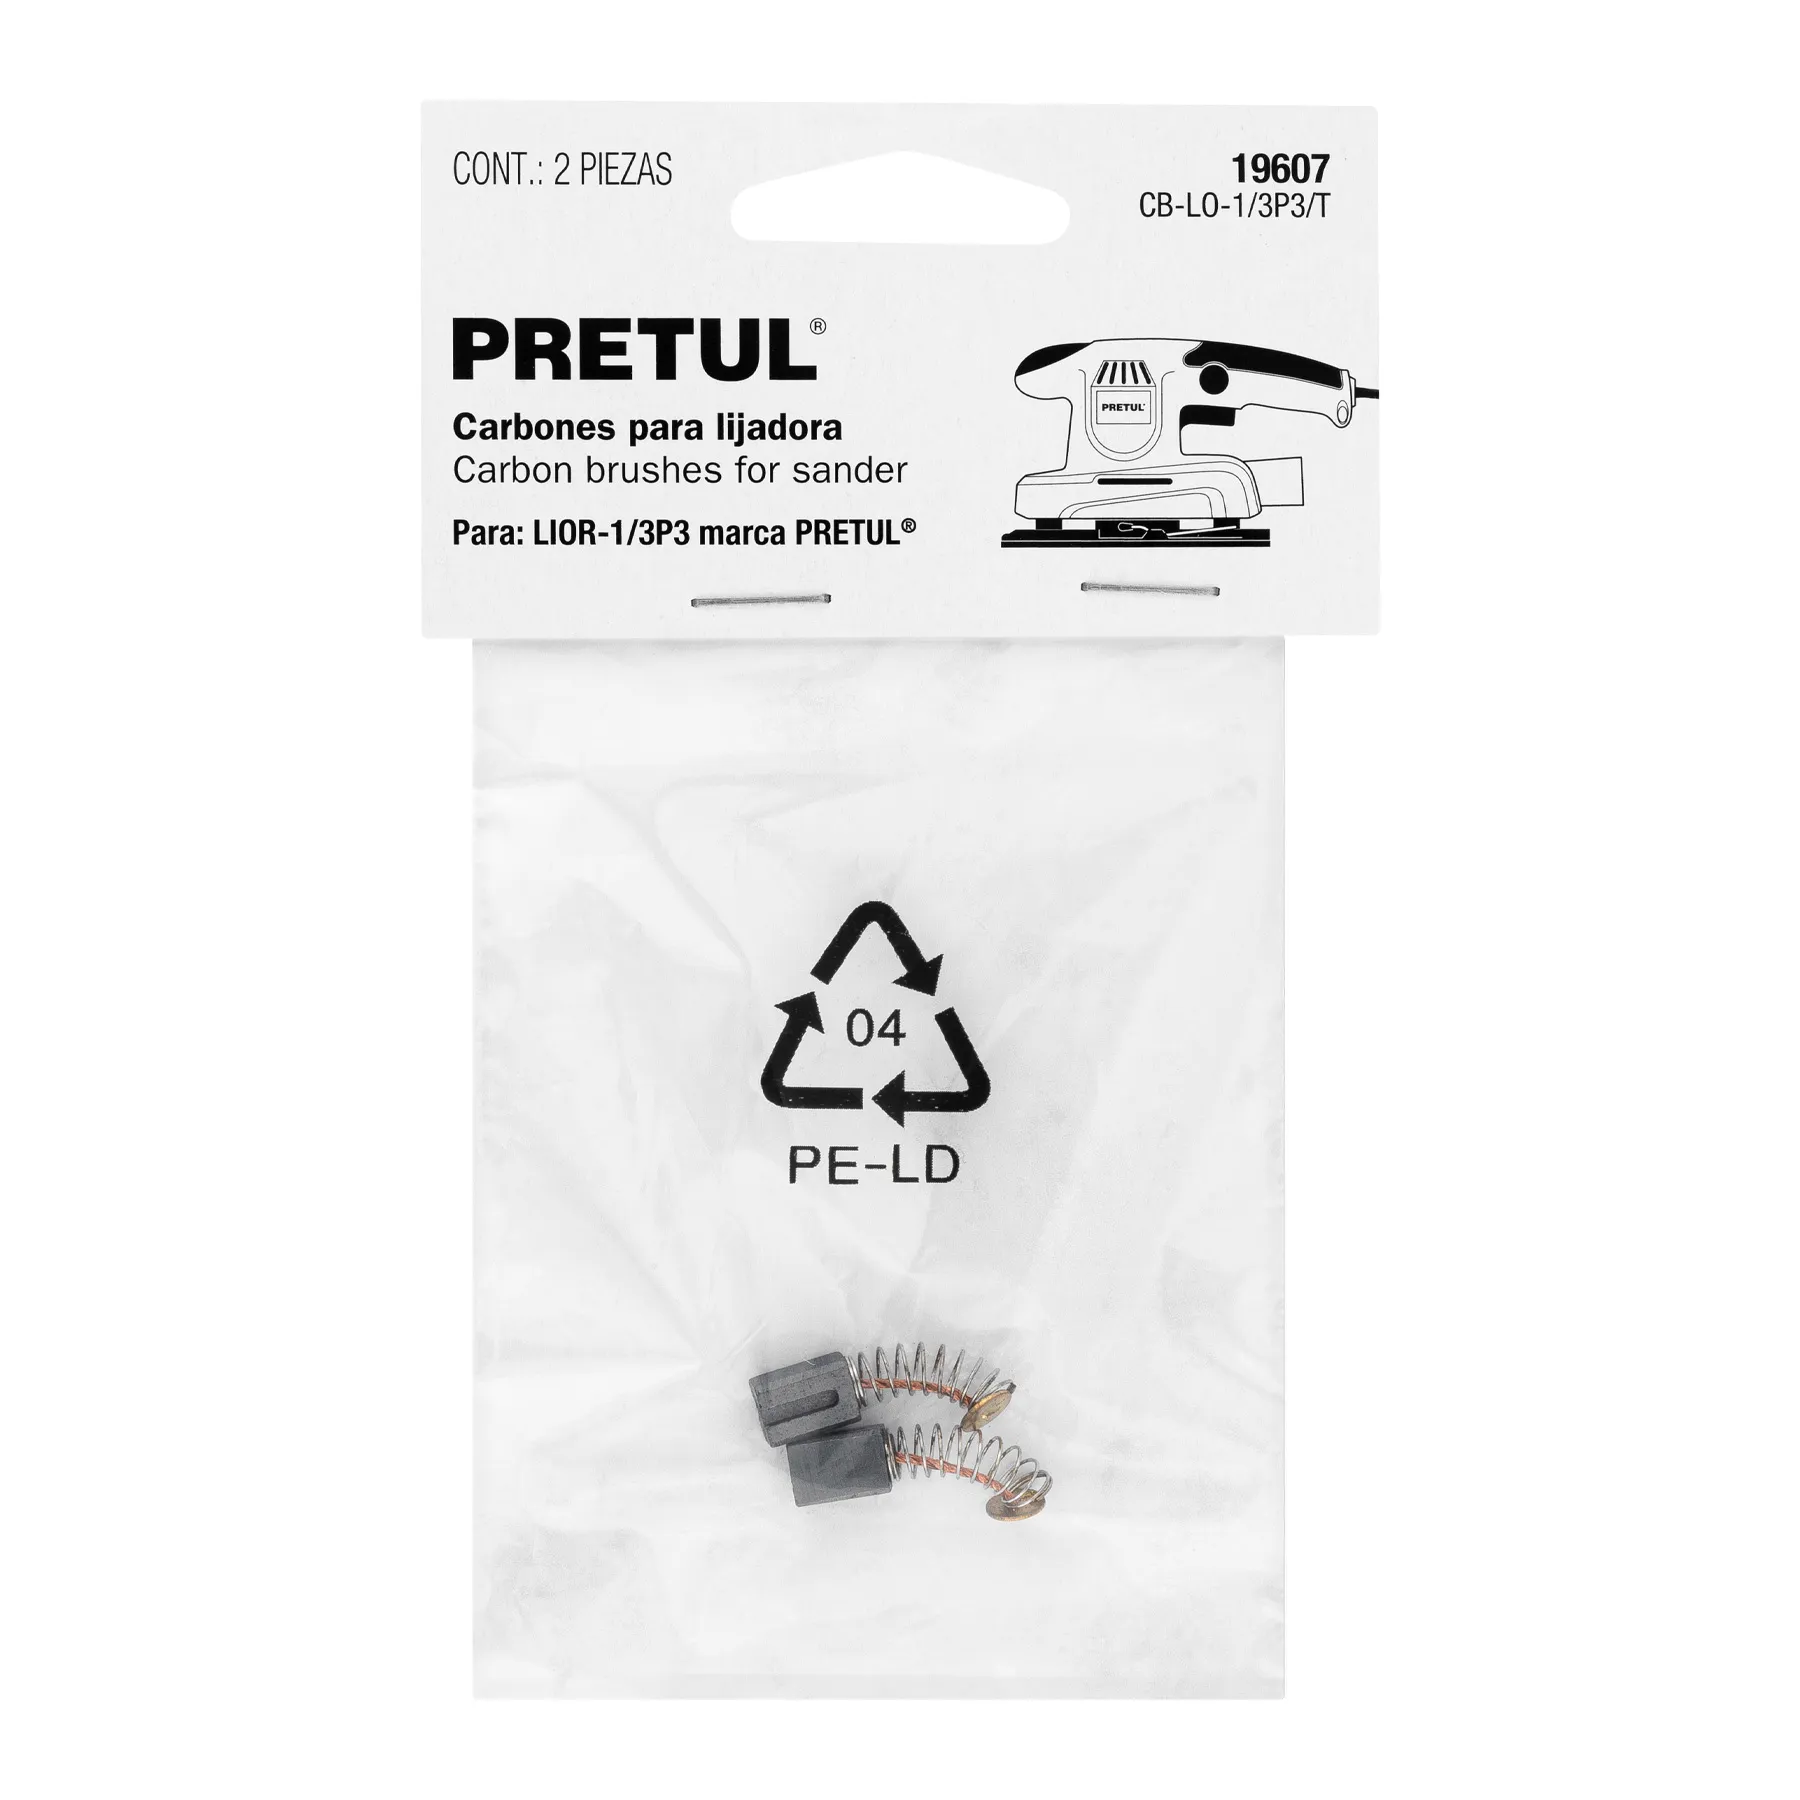 CONT.: 2 PIEZAS
19607
CB-LO-1/3P3/T
PRETUL®
Carbones para lijadora
Carbon brushes for sander
Para: LIOR-1/3P3 marca PRETUL®
PRETUL®
04
PE-LD